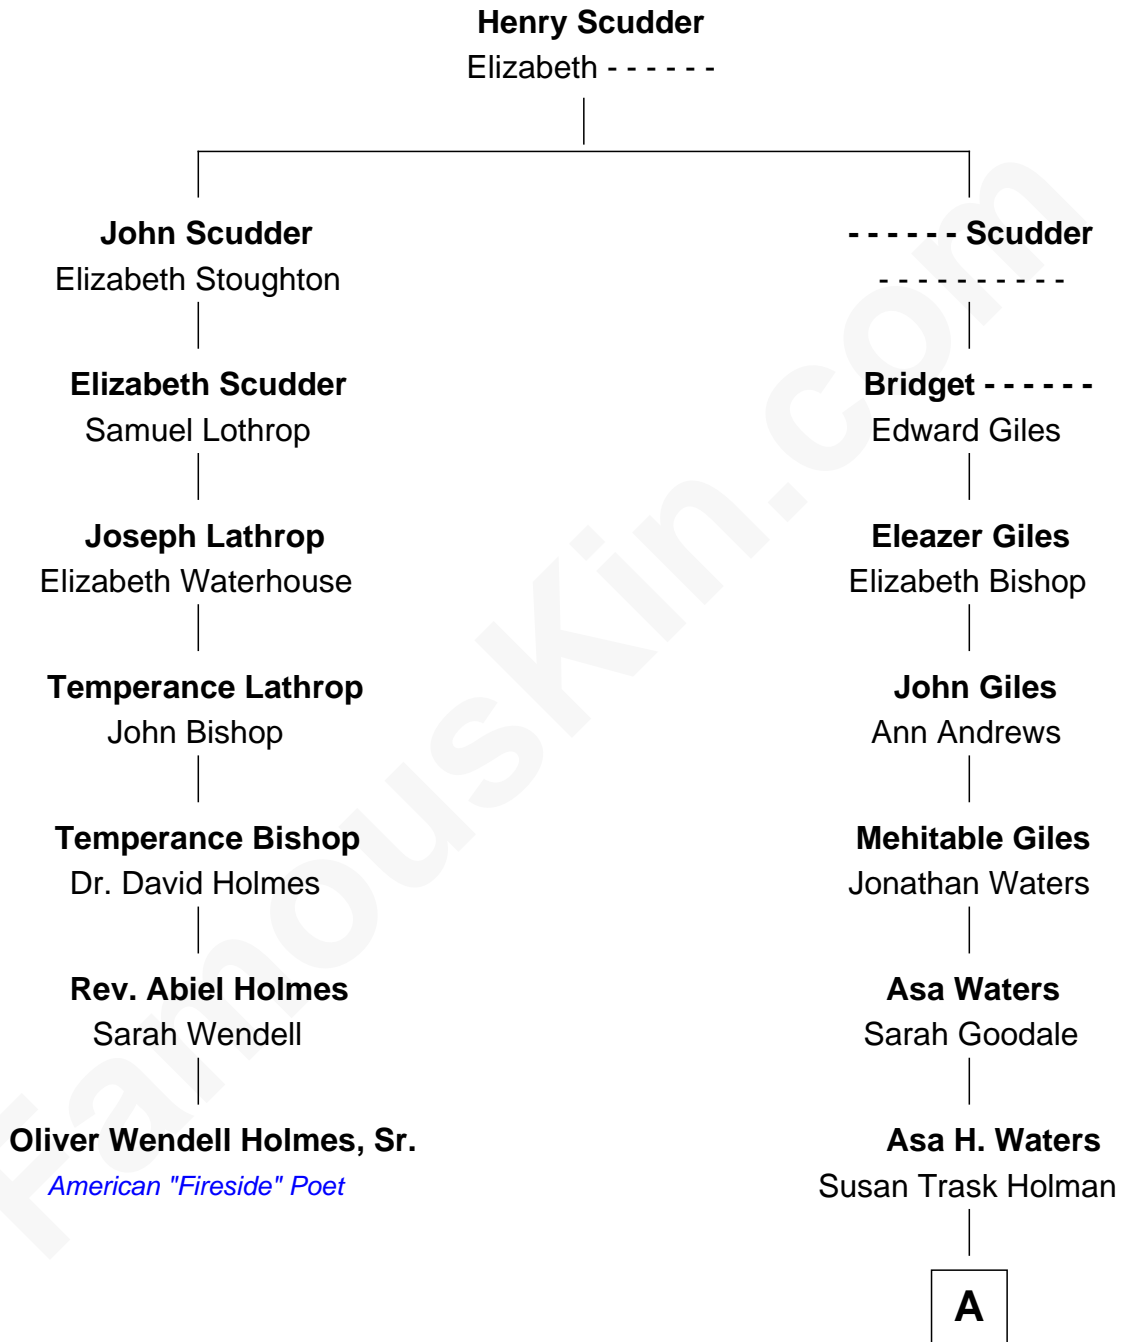 Henry Scudder
Elizabeth - - - - - -
John Scudder
Elizabeth Stoughton
- - - - - - Scudder
- - - - - - - - - -
Elizabeth Scudder
Samuel Lothrop
Bridget - - - - - -
Edward Giles
Joseph Lathrop
Elizabeth Waterhouse
Eleazer Giles
Elizabeth Bishop
Temperance Lathrop
John Bishop
John Giles
Ann Andrews
Temperance Bishop
Dr. David Holmes
Mehitable Giles
Jonathan Waters
Rev. Abiel Holmes
Sarah Wendell
Asa Waters
Sarah Goodale
Oliver Wendell Holmes, Sr.
American "Fireside" Poet
Asa H. Waters
Susan Trask Holman
A
FamousKin.com